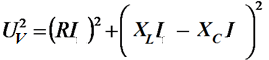 U_V^2 = (RI)^2 + (X_L I - X_C I)^2